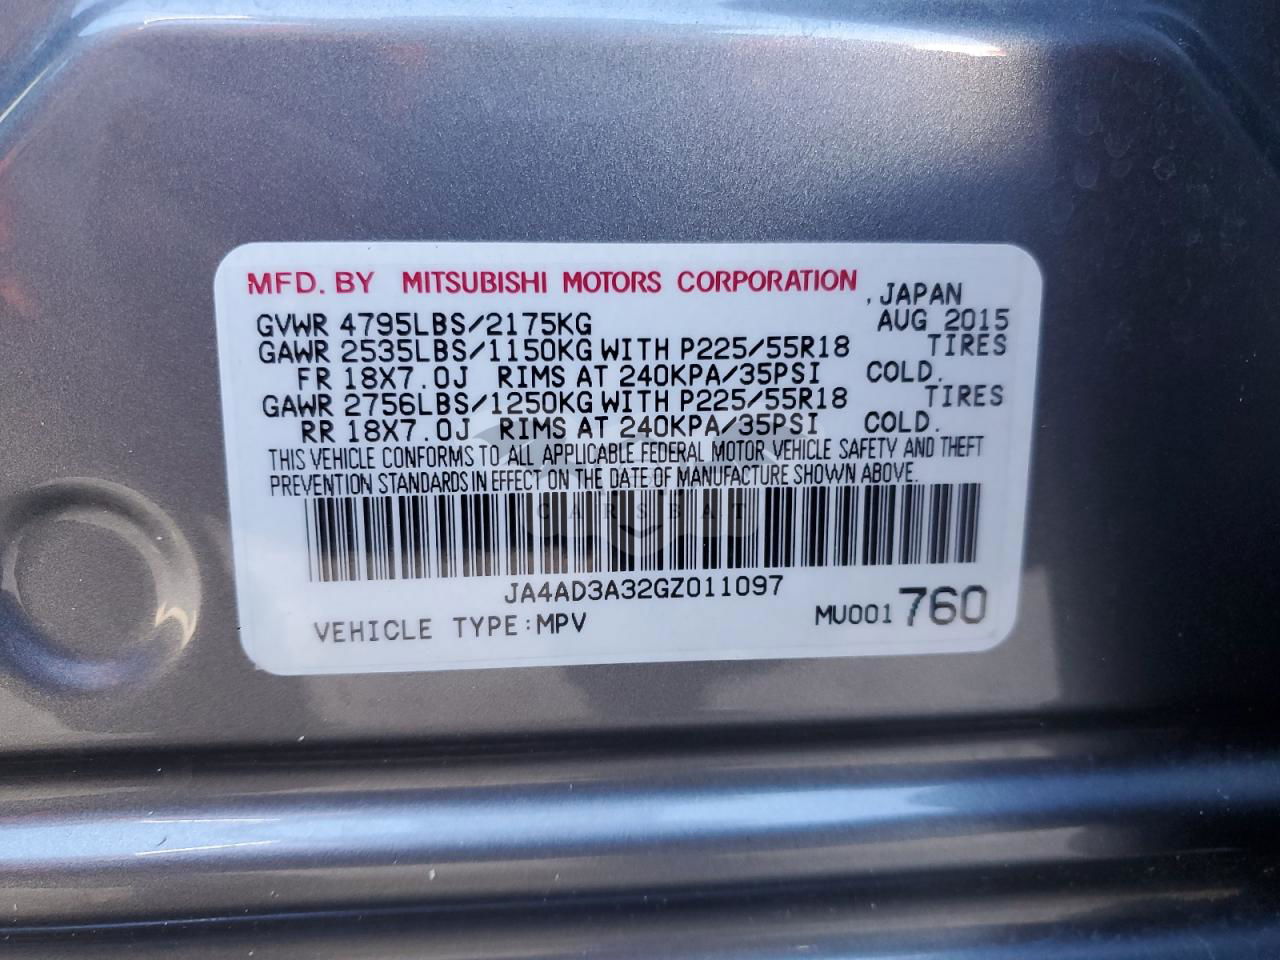 MFD. BY MITSUBISHI MOTORS CORPORATION , JAPAN
GVWR 4795LBS/2175KG AUG 2015
GAWR 2535LBS/1150KG WITH P225/55R18 TIRES
FR 18X7.0J RIMS AT 240KPA/35PSI COLD.
GAWR 2756LBS/1250KG WITH P225/55R18 TIRES
RR 18X7.0J RIMS AT 240KPA/35PSI COLD.
THIS VEHICLE CONFORMS TO ALL APPLICABLE FEDERAL MOTOR VEHICLE SAFETY AND THEFT
PREVENTION STANDARDS IN EFFECT ON THE DATE OF MANUFACTURE SHOWN ABOVE.
CARSBAT
JA4AD3A32GZ011097
VEHICLE TYPE:MPV MU001760